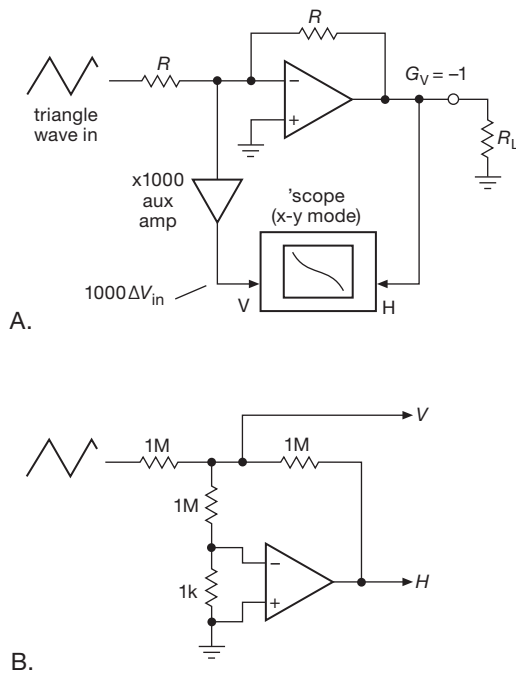 R
R
G_V = –1
triangle
wave in
−
+
R_L
x1000
aux
amp
'scope
(x-y mode)
1000ΔV_in
V
H
A.
V
1M
1M
1M
−
H
1k
+
B.